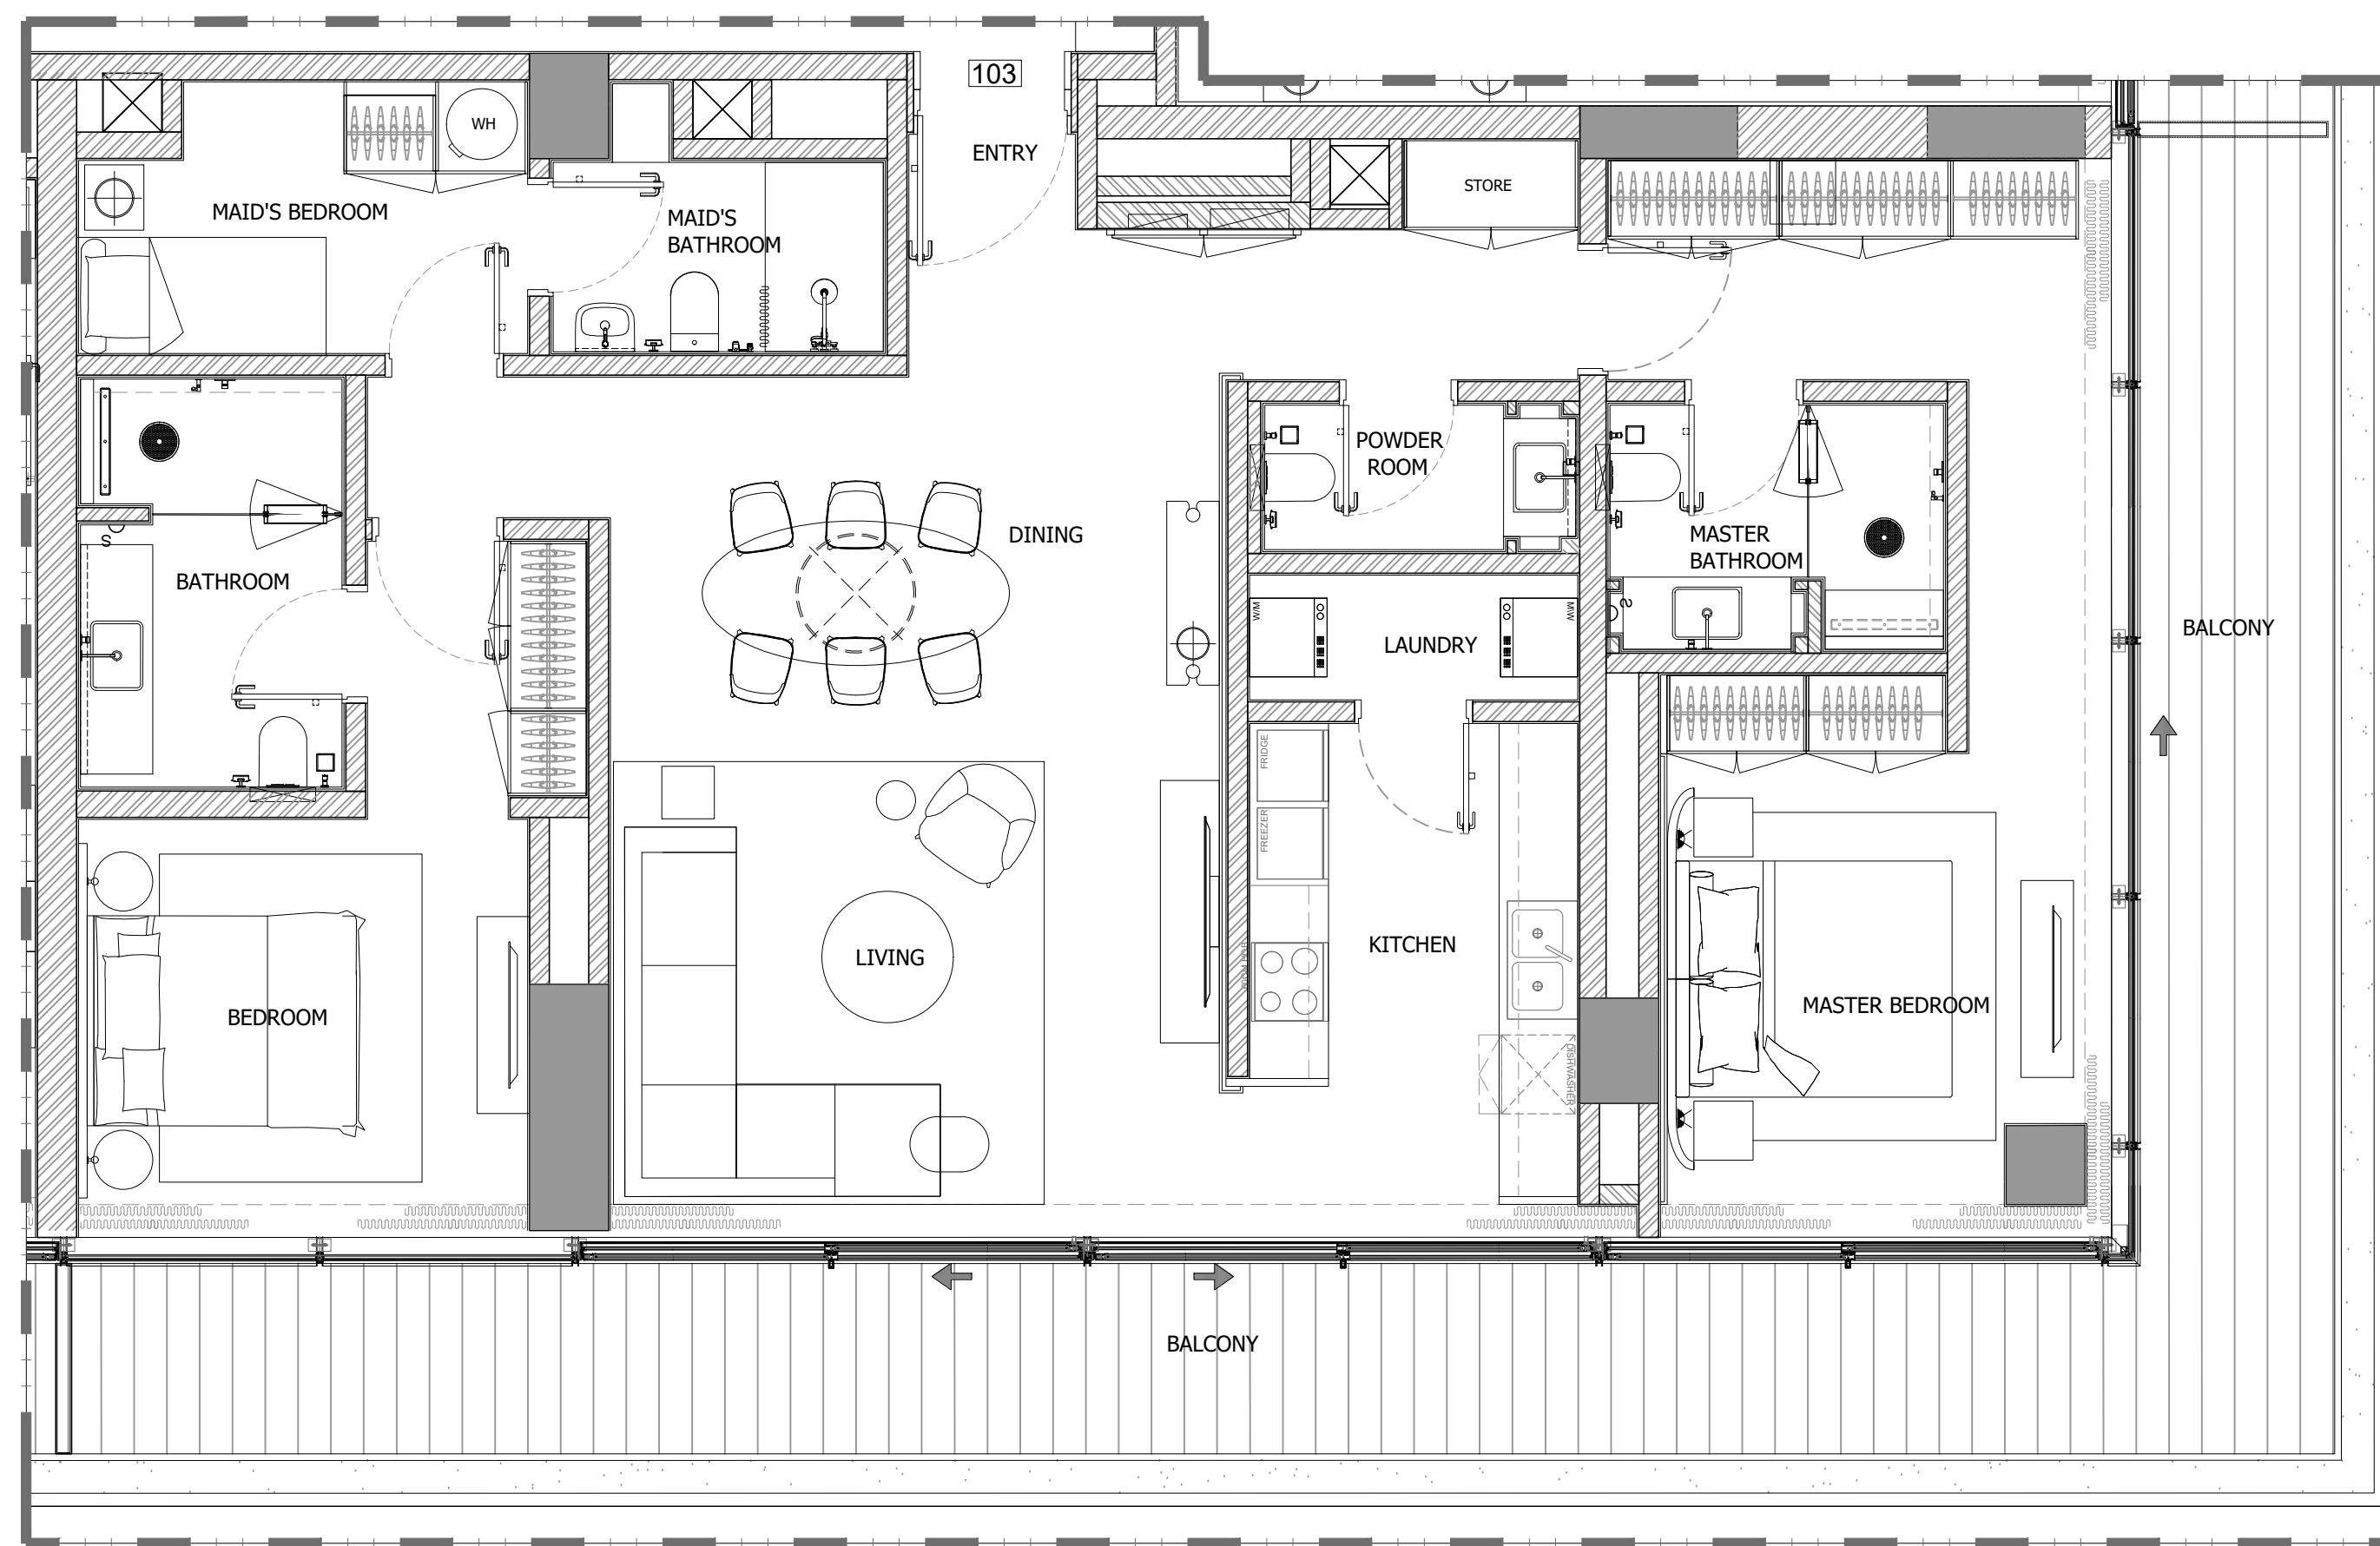 103
ENTRY
WH
STORE
MAID'S BEDROOM
MAID'S
BATHROOM
POWDER
ROOM
DINING
S
BATHROOM
MASTER
BATHROOM
S
W/M
LAUNDRY
MW
BALCONY
FRIDGE
FREEZER
KITCHEN
LIVING
BEDROOM
MASTER BEDROOM
DISHWASHER
BALCONY